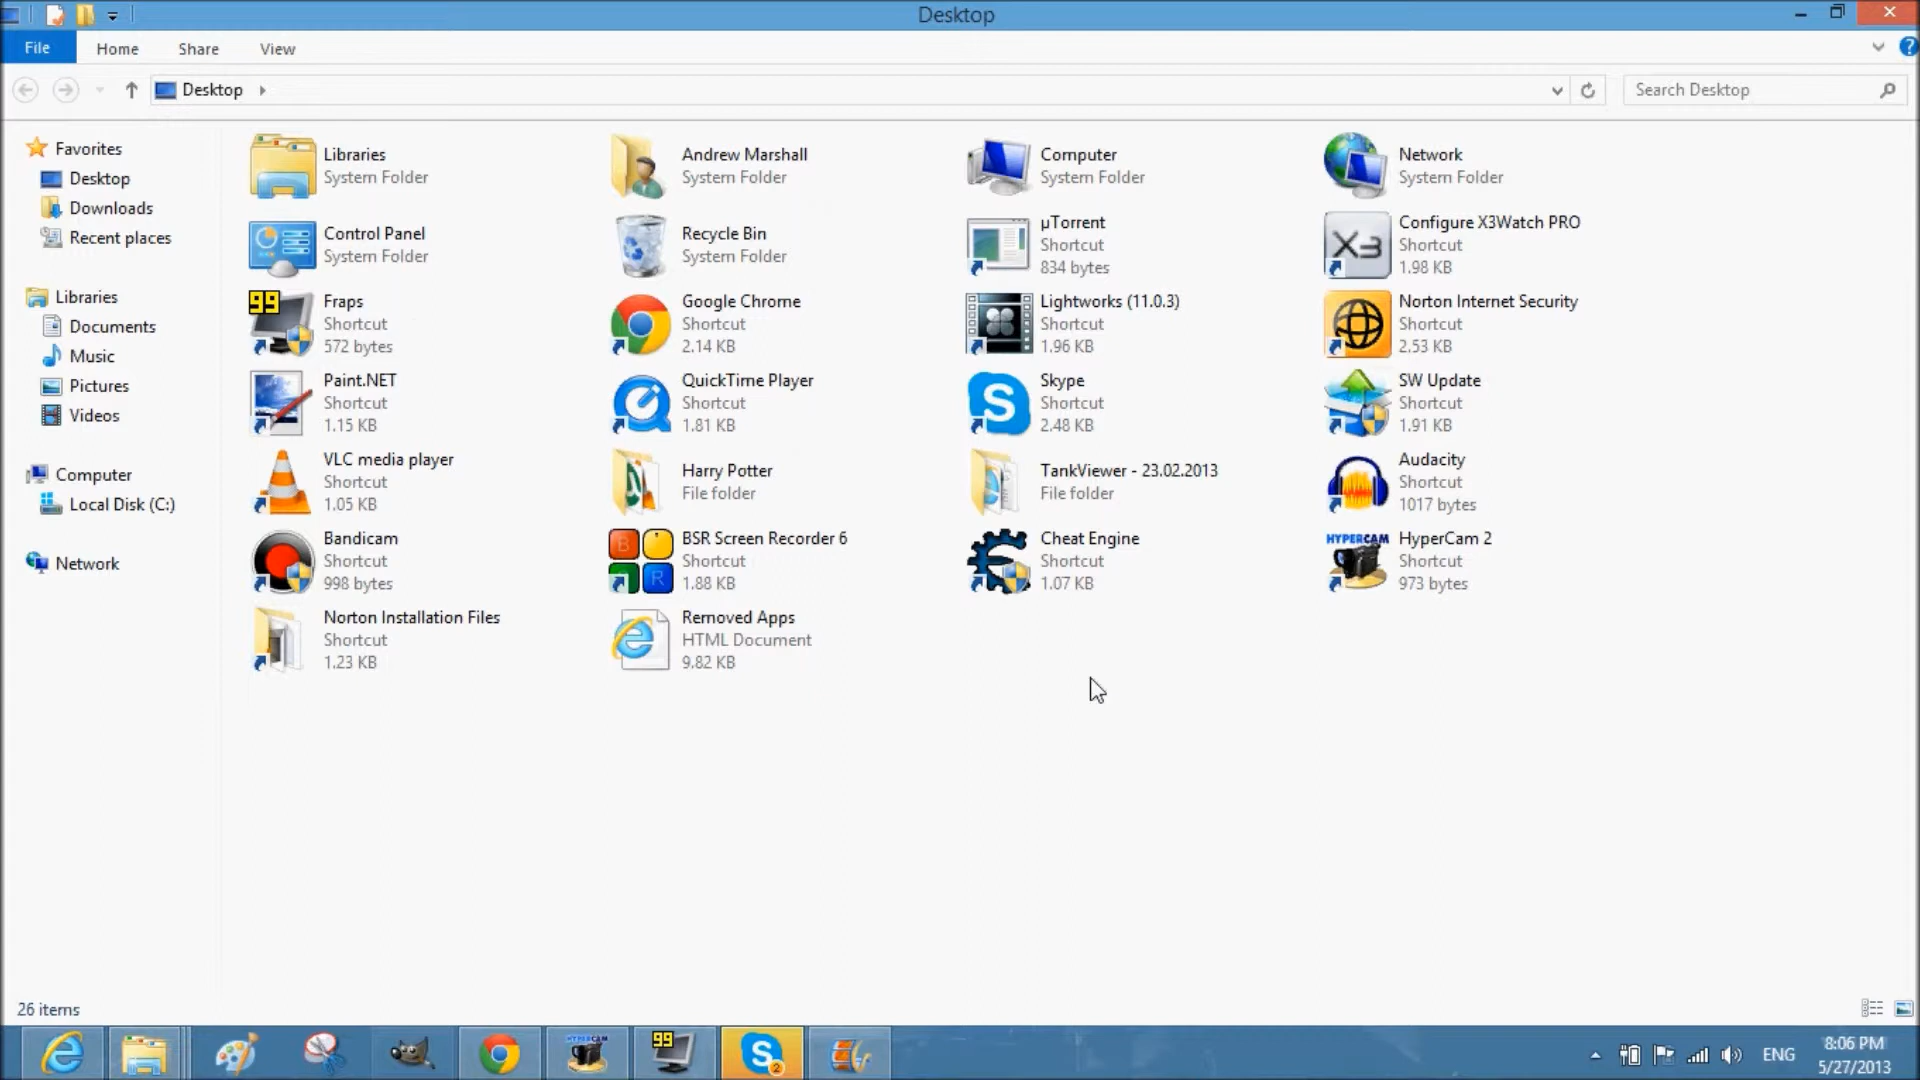 Desktop
File
Home
Share
View
Desktop
Search Desktop
Favorites
Desktop
Downloads
Recent places
Libraries
Documents
Music
Pictures
Videos
Computer
Local Disk (C:)
Network
Libraries
System Folder
Andrew Marshall
System Folder
Computer
System Folder
Network
System Folder
Control Panel
System Folder
Recycle Bin
System Folder
µTorrent
Shortcut
834 bytes
X3
Configure X3Watch PRO
Shortcut
1.98 KB
99
Fraps
Shortcut
572 bytes
Google Chrome
Shortcut
2.14 KB
Lightworks (11.0.3)
Shortcut
1.96 KB
Norton Internet Security
Shortcut
2.53 KB
Paint.NET
Shortcut
1.15 KB
QuickTime Player
Shortcut
1.81 KB
Skype
Shortcut
2.48 KB
SW Update
Shortcut
1.91 KB
VLC media player
Shortcut
1.05 KB
Harry Potter
File folder
TankViewer - 23.02.2013
File folder
Audacity
Shortcut
1017 bytes
Bandicam
Shortcut
998 bytes
B
R
BSR Screen Recorder 6
Shortcut
1.88 KB
Cheat Engine
Shortcut
1.07 KB
HYPERCAM
HyperCam 2
Shortcut
973 bytes
Norton Installation Files
Shortcut
1.23 KB
Removed Apps
HTML Document
9.82 KB
26 items
HYPERCAM
99
S
2
ENG
8:06 PM
5/27/2013